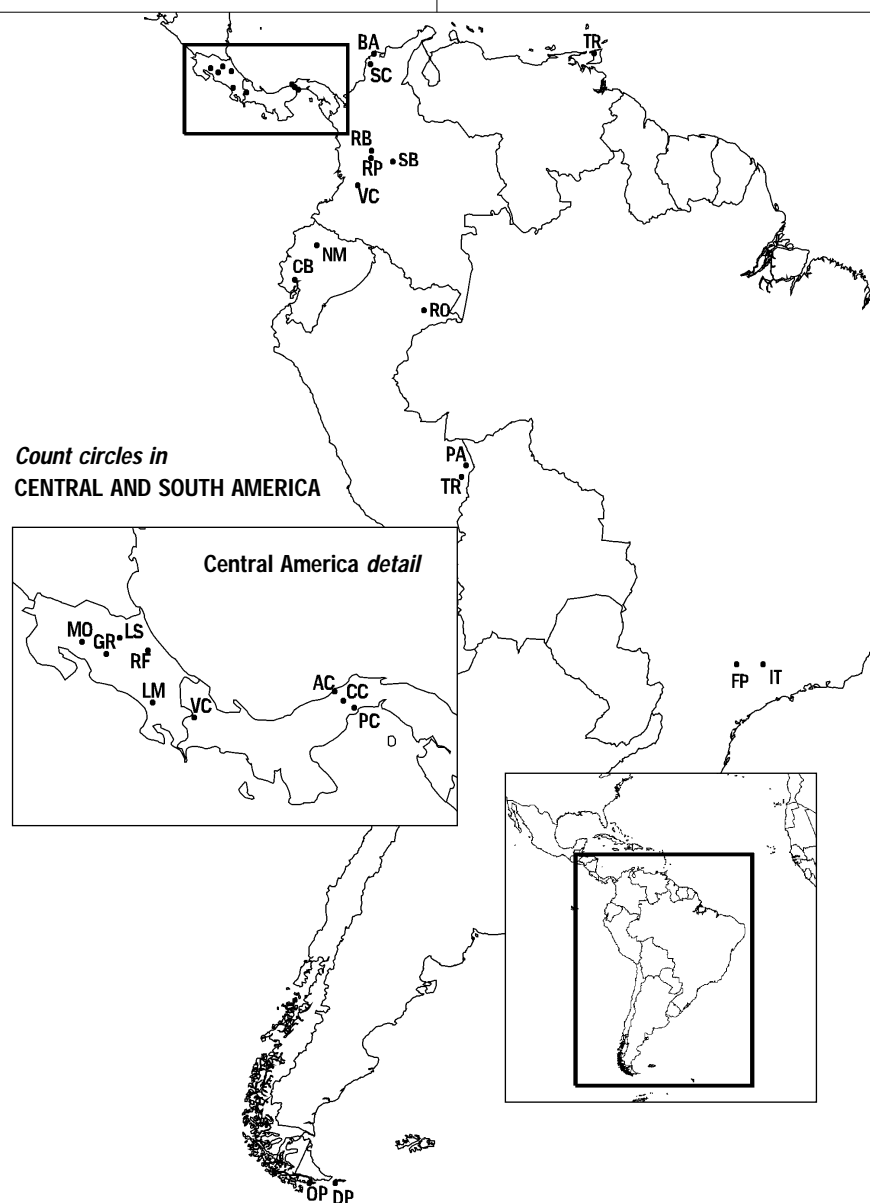 BA
TR
SC
RB
SB
RP
VC
NM
CB
RO
PA
TR
Count circles in
CENTRAL AND SOUTH AMERICA
Central America detail
MO
GR
LS
RF
LM
VC
AC
CC
PC
FP
IT
OP
DP